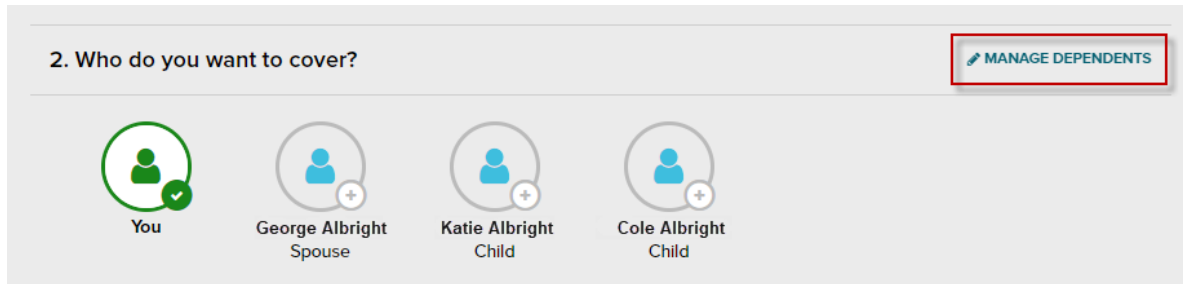 2. Who do you want to cover?
MANAGE DEPENDENTS
You
George Albright
Spouse
Katie Albright
Child
Cole Albright
Child